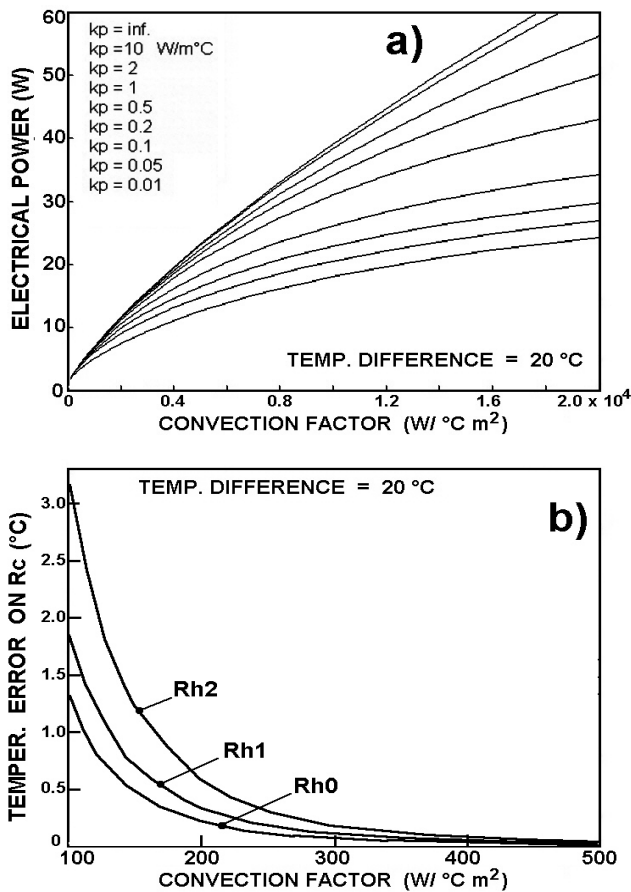 a)
kp = inf.
kp =10 W/m°C
kp = 2
kp = 1
kp = 0.5
kp = 0.2
kp = 0.1
kp = 0.05
kp = 0.01
ELECTRICAL POWER (W)
60
50
40
30
20
10
0
TEMP. DIFFERENCE = 20 °C
0 0.4 0.8 1.2 1.6 2.0 x 10⁴
CONVECTION FACTOR (W/ °C m²)
TEMP. DIFFERENCE = 20 °C
b)
TEMPER. ERROR ON Rc (°C)
3.0
2.5
2.0
1.5
1.0
0.5
0
Rh2
Rh1
Rh0
100 200 300 400 500
CONVECTION FACTOR (W/ °C m²)